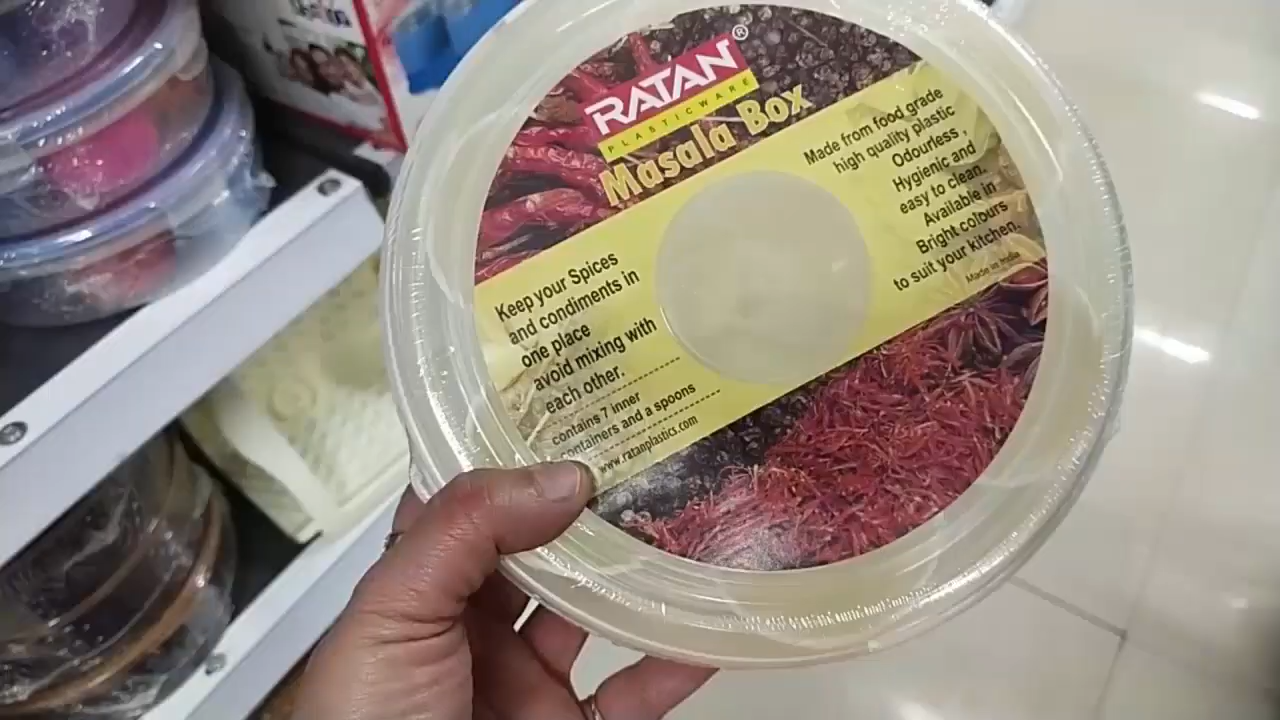 RATAN®
PLASTICWARE
Masala Box
Made from food grade
high quality plastic
Odourless,
Hygienic and
easy to clean.
Available in
Bright colours
to suit your kitchen.
Made in India
Keep your Spices
and condiments in
one place
avoid mixing with
each other.
contains 7 inner
containers and a spoons
www.ratanplastics.com